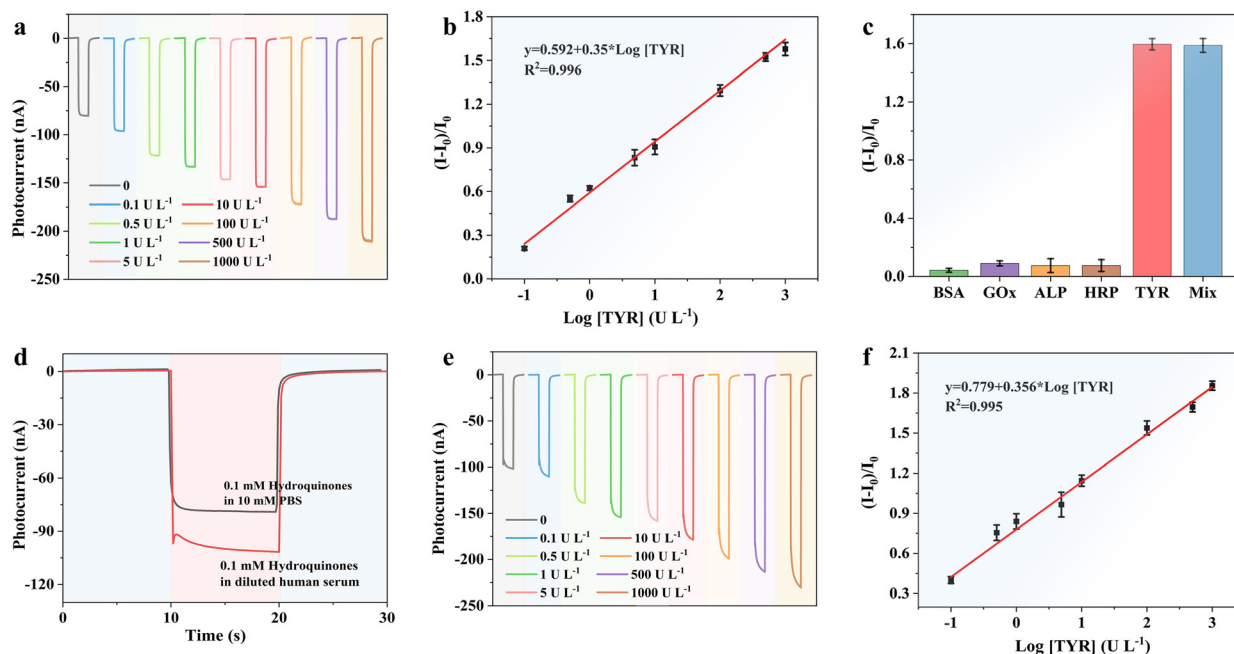 a
0
-50
-100
-150
-200
-250
Photocurrent (nA)
0
0.1 U L⁻¹
0.5 U L⁻¹
1 U L⁻¹
5 U L⁻¹
10 U L⁻¹
100 U L⁻¹
500 U L⁻¹
1000 U L⁻¹
b
y=0.592+0.35*Log [TYR]
R²=0.996
1.8
1.5
1.2
0.9
0.6
0.3
0.0
(I-I₀)/I₀
-1 0 1 2 3
Log [TYR] (U L⁻¹)
c
1.6
1.2
0.8
0.4
0.0
(I-I₀)/I₀
BSA GOx ALP HRP TYR Mix
d
0
-30
-60
-90
-120
Photocurrent (nA)
0.1 mM Hydroquinones
in 10 mM PBS
0.1 mM Hydroquinones
in diluted human serum
0 10 20 30
Time (s)
e
0
-50
-100
-150
-200
-250
Photocurrent (nA)
0
0.1 U L⁻¹
0.5 U L⁻¹
1 U L⁻¹
5 U L⁻¹
10 U L⁻¹
100 U L⁻¹
500 U L⁻¹
1000 U L⁻¹
f
y=0.779+0.356*Log [TYR]
R²=0.995
2.1
1.8
1.5
1.2
0.9
0.6
0.3
(I-I₀)/I₀
-1 0 1 2 3
Log [TYR] (U L⁻¹)